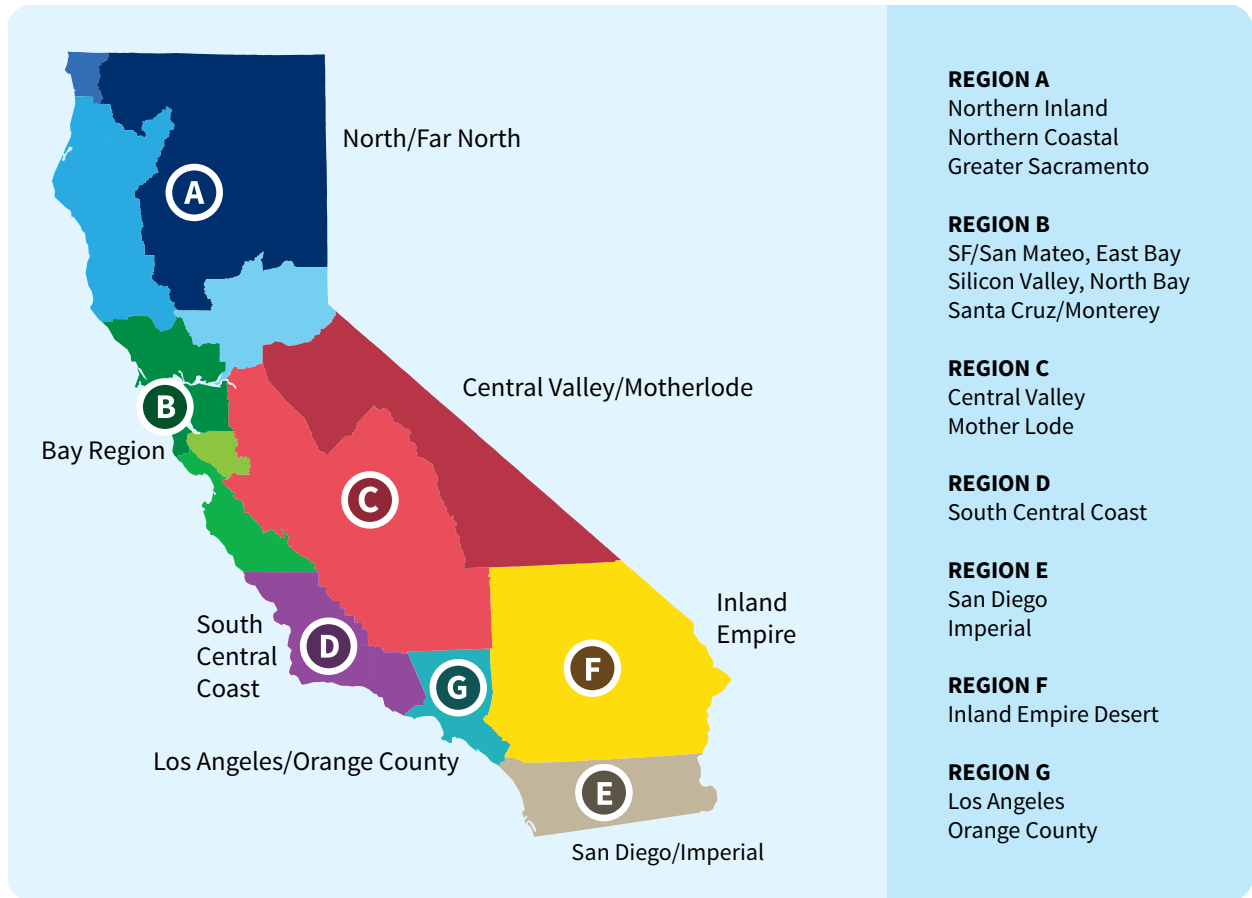 North/Far North
A
Central Valley/Motherlode
B
Bay Region
C
Inland
Empire
South
Central
Coast
D
F
G
Los Angeles/Orange County
E
San Diego/Imperial
REGION A
Northern Inland
Northern Coastal
Greater Sacramento
REGION B
SF/San Mateo, East Bay
Silicon Valley, North Bay
Santa Cruz/Monterey
REGION C
Central Valley
Mother Lode
REGION D
South Central Coast
REGION E
San Diego
Imperial
REGION F
Inland Empire Desert
REGION G
Los Angeles
Orange County